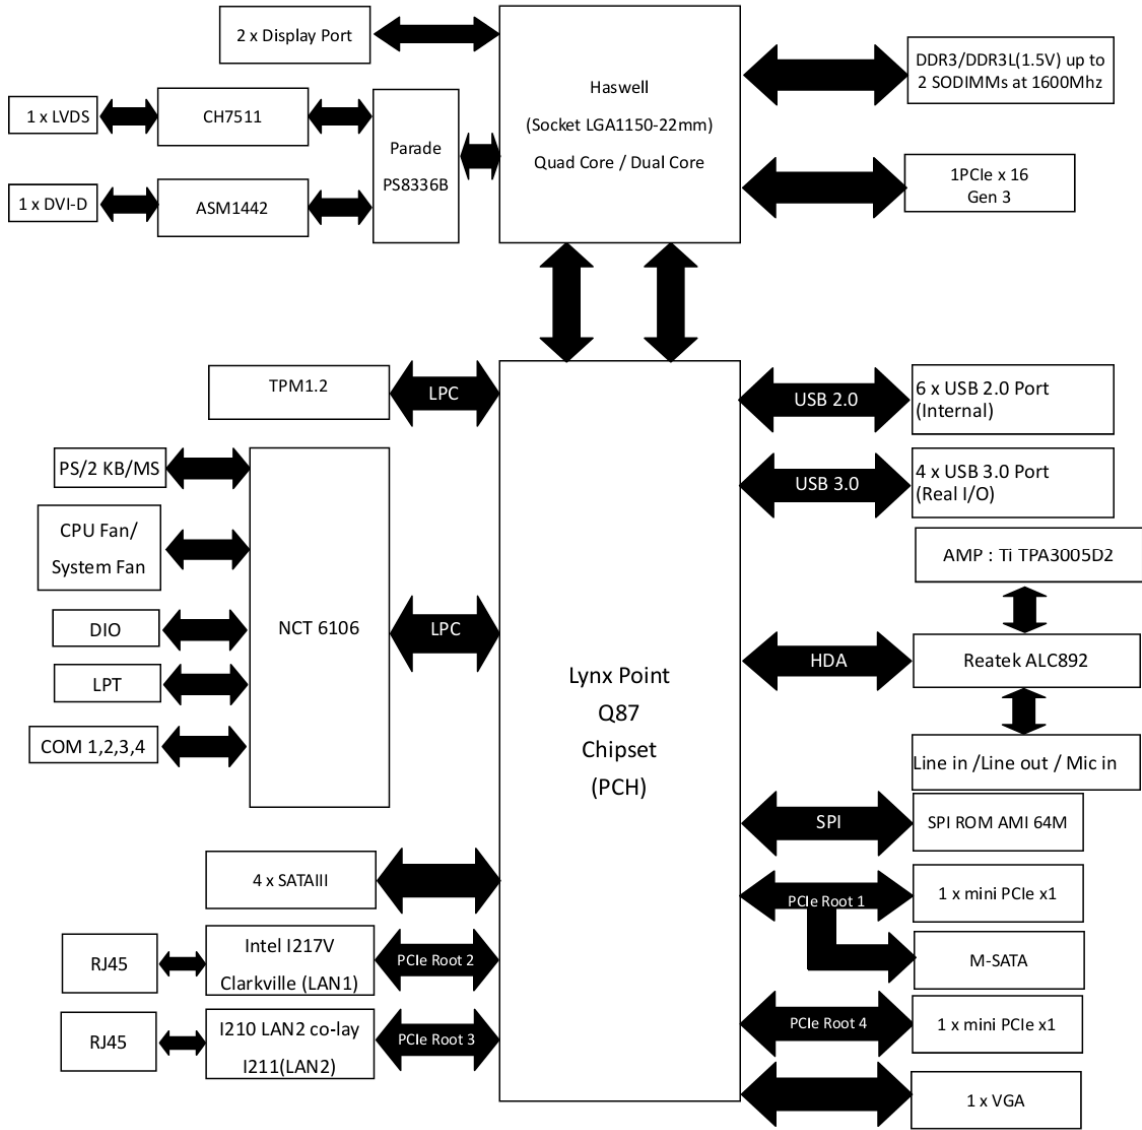 2 x Display Port
1 x LVDS
CH7511
Parade
PS8336B
1 x DVI-D
ASM1442
Haswell
(Socket LGA1150-22mm)
Quad Core / Dual Core
DDR3/DDR3L(1.5V) up to
2 SODIMMs at 1600Mhz
1PCIe x 16
Gen 3
TPM1.2
LPC
PS/2 KB/MS
CPU Fan/
System Fan
DIO
LPT
COM 1,2,3,4
NCT 6106
LPC
4 x SATAIII
RJ45
Intel I217V
Clarkville (LAN1)
PCIe Root 2
RJ45
I210 LAN2 co-lay
I211(LAN2)
PCIe Root 3
Lynx Point
Q87
Chipset
(PCH)
USB 2.0
6 x USB 2.0 Port
(Internal)
USB 3.0
4 x USB 3.0 Port
(Real I/O)
AMP : Ti TPA3005D2
HDA
Reatek ALC892
Line in /Line out / Mic in
SPI
SPI ROM AMI 64M
PCIe Root 1
1 x mini PCIe x1
M-SATA
PCIe Root 4
1 x mini PCIe x1
1 x VGA